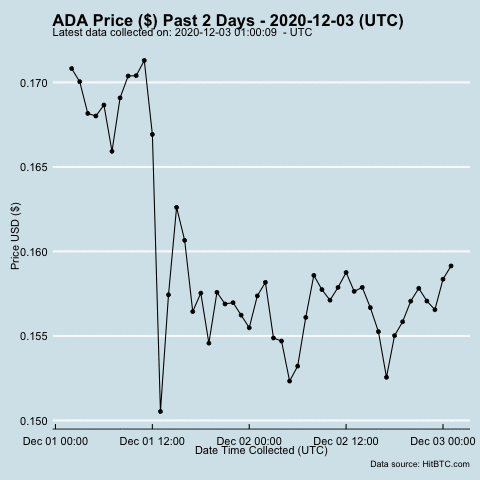 ADA Price ($) Past 2 Days - 2020-12-03 (UTC)
Latest data collected on: 2020-12-03 01:00:09 - UTC
0.170
0.165
0.160
0.155
0.150
Price USD ($)
Dec 01 00:00 Dec 01 12:00 Dec 02 00:00 Dec 02 12:00 Dec 03 00:00
Date Time Collected (UTC)
Data source: HitBTC.com